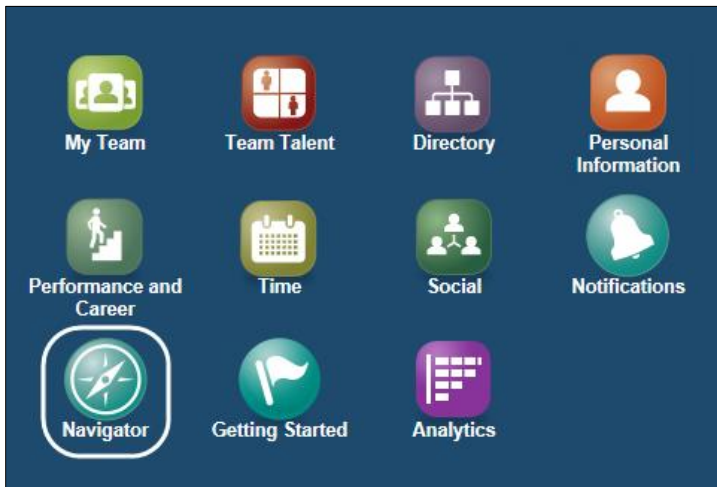 My Team
Team Talent
Directory
Personal
Information
Performance and
Career
Time
Social
Notifications
Navigator
Getting Started
Analytics